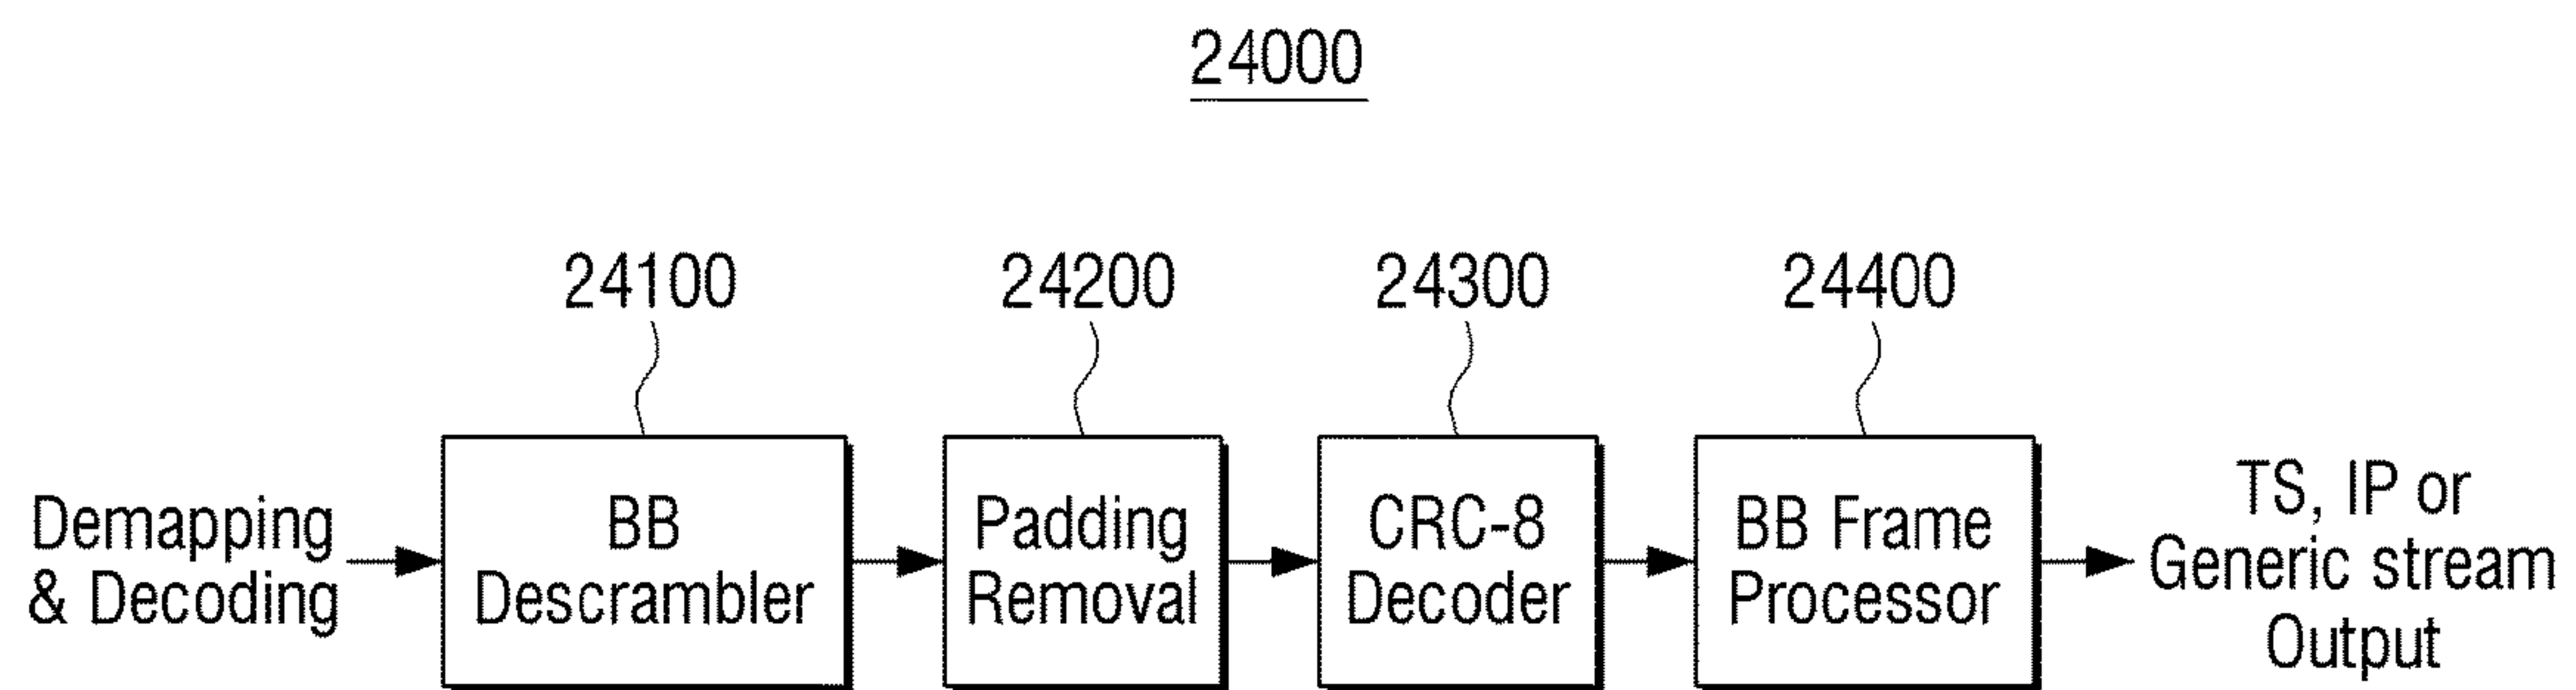 24000
24100
24200
24300
24400
Demapping
& Decoding
BB
Descrambler
Padding
Removal
CRC-8
Decoder
BB Frame
Processor
TS, IP or
Generic stream
Output